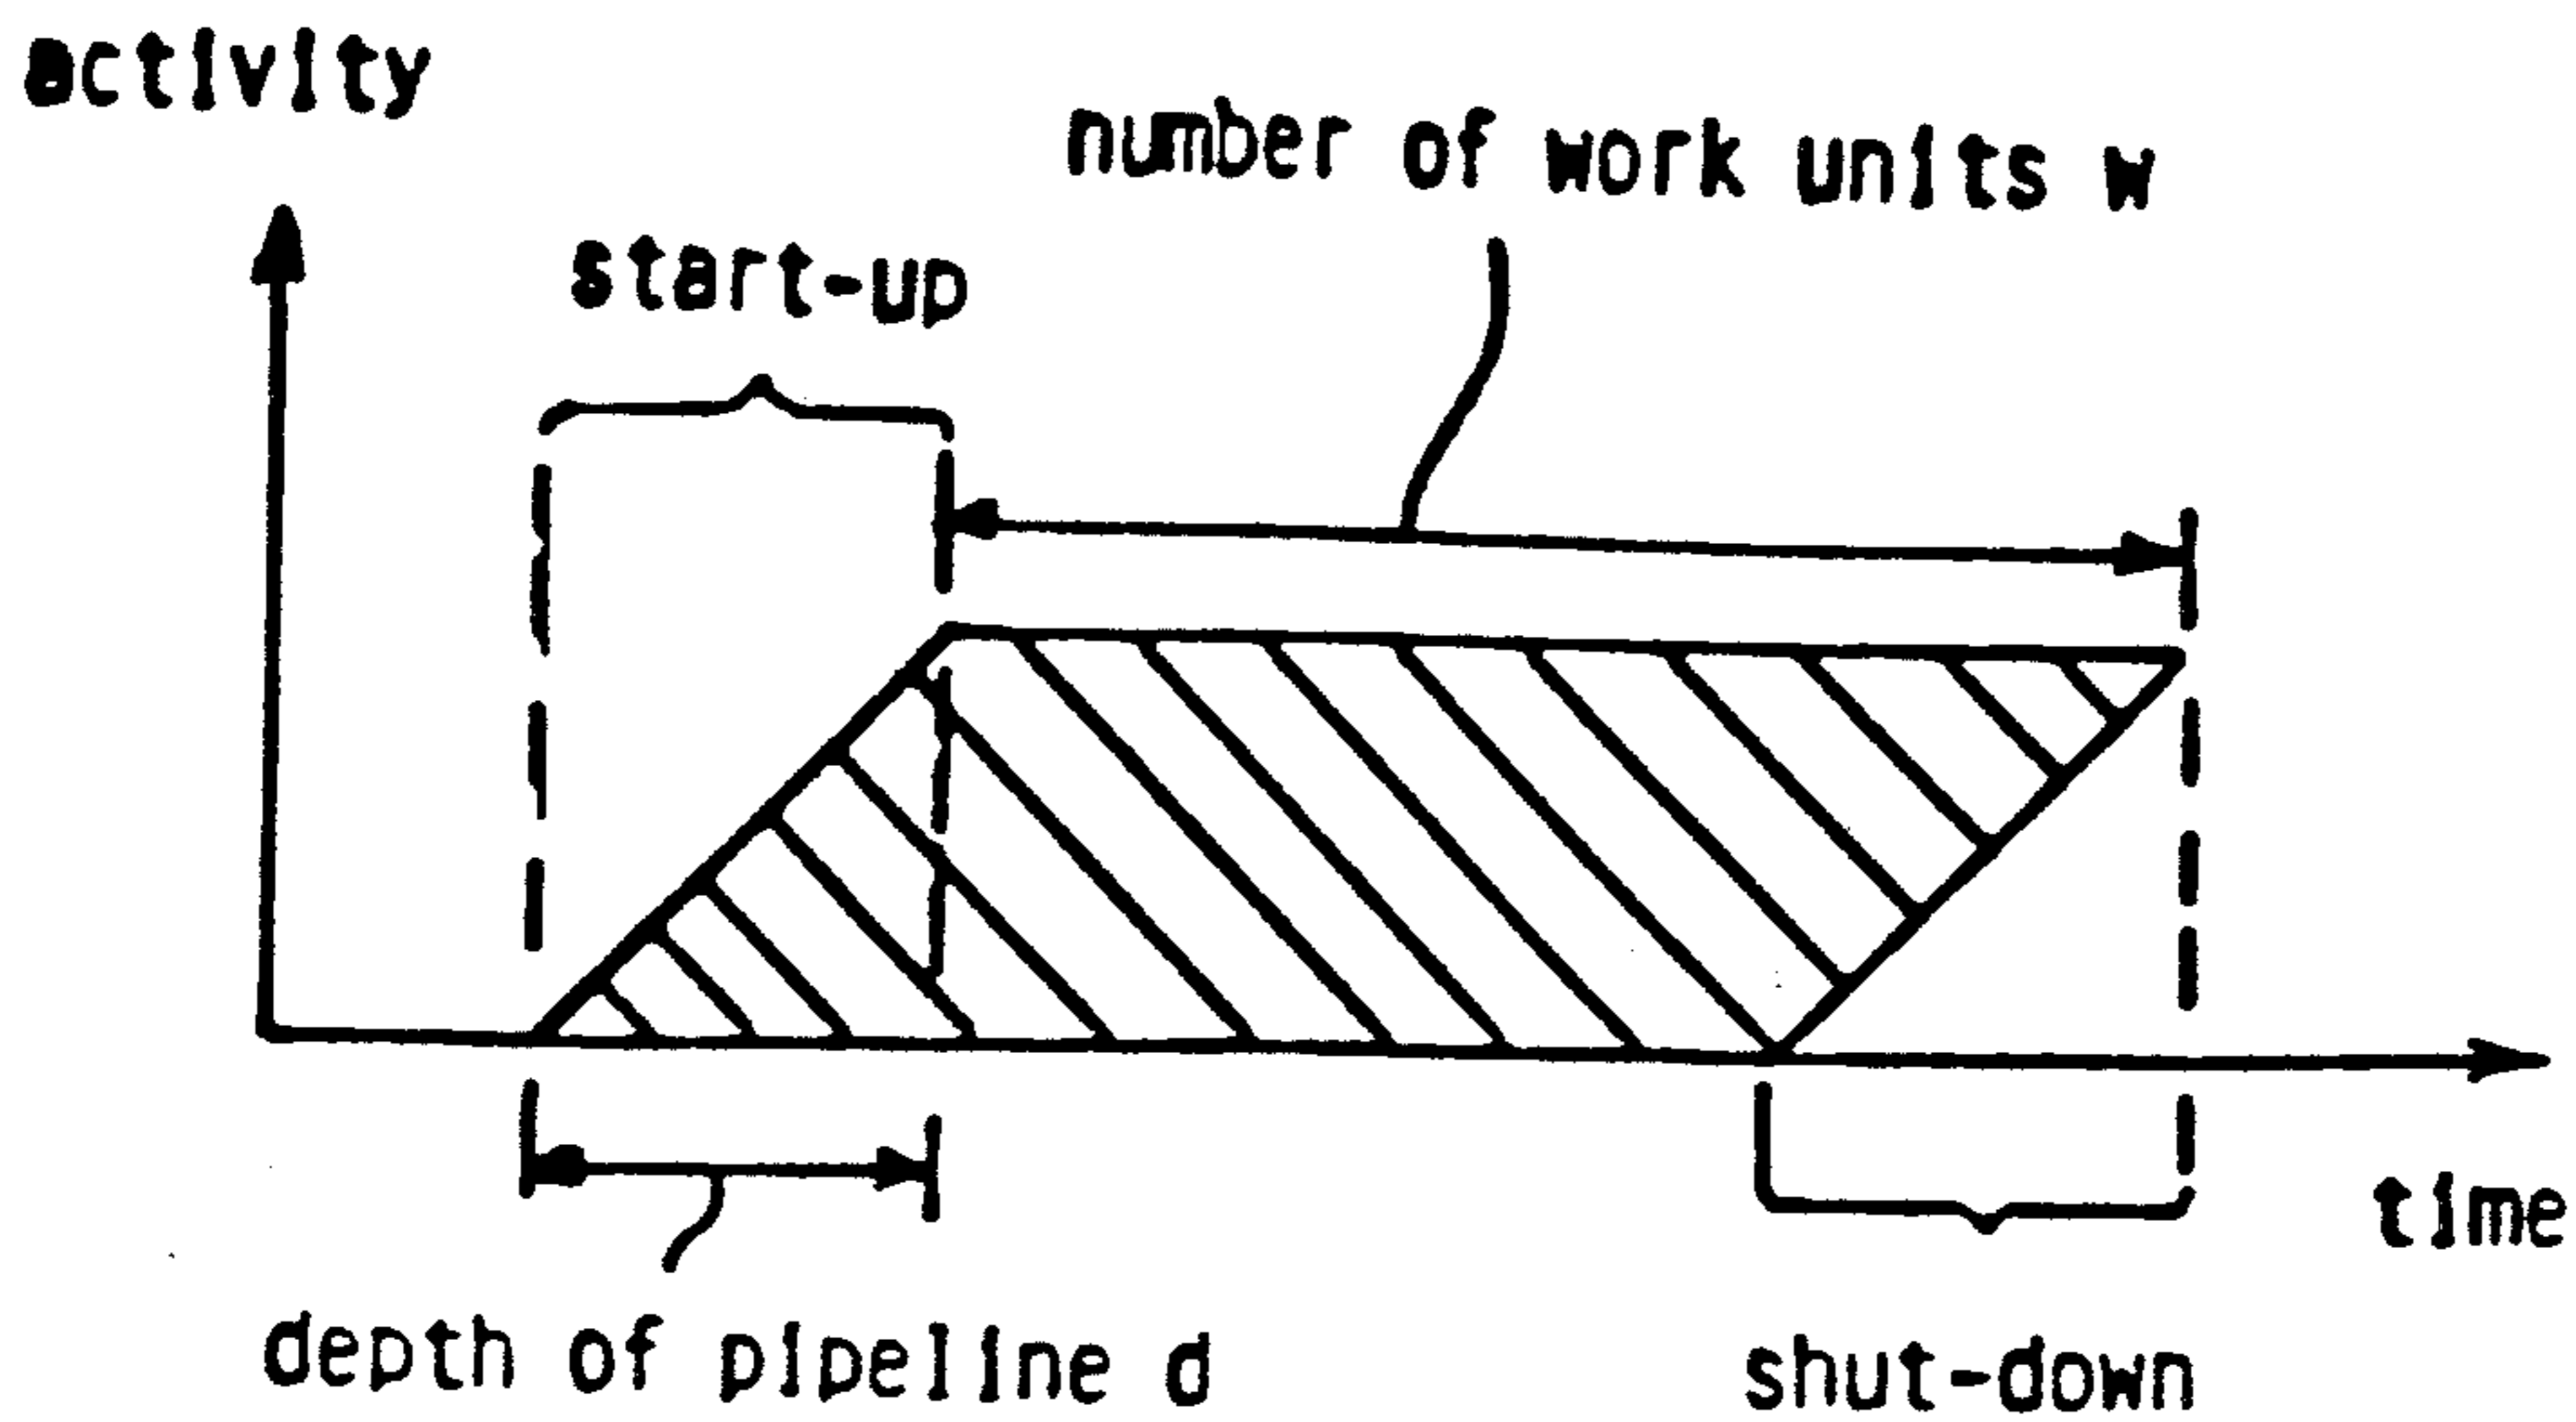 activity
number of work units w
start-up
time
depth of pipeline d
shut-down